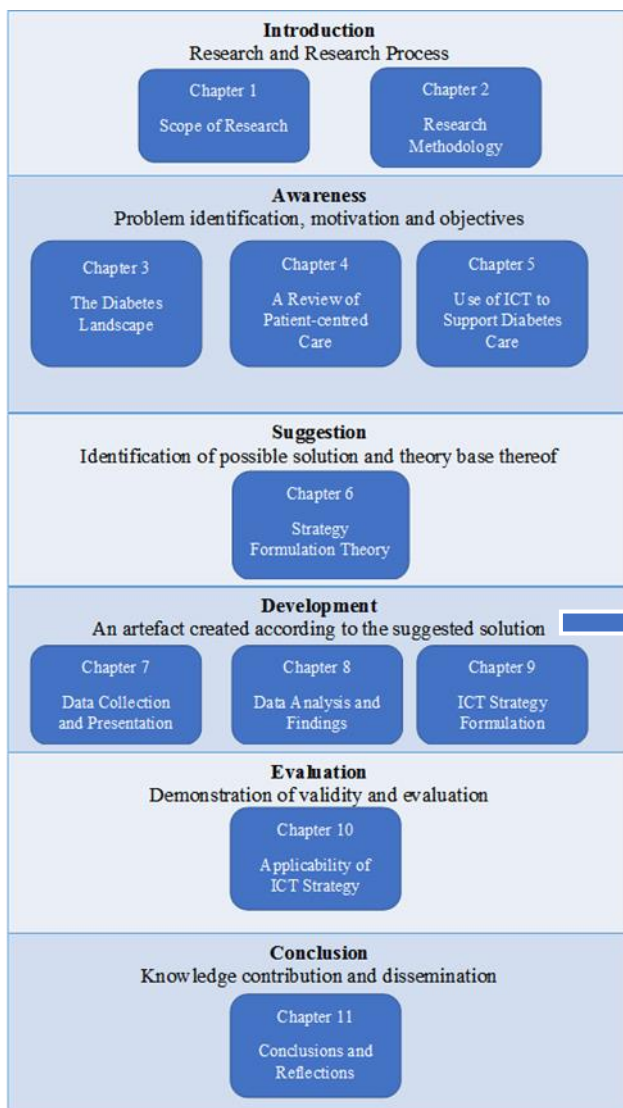 Introduction
Research and Research Process
Chapter 1
Scope of Research
Chapter 2
Research
Methodology
Awareness
Problem identification, motivation and objectives
Chapter 3
The Diabetes
Landscape
Chapter 4
A Review of
Patient-centred
Care
Chapter 5
Use of ICT to
Support Diabetes
Care
Suggestion
Identification of possible solution and theory base thereof
Chapter 6
Strategy
Formulation Theory
Development
An artefact created according to the suggested solution
Chapter 7
Data Collection
and Presentation
Chapter 8
Data Analysis and
Findings
Chapter 9
ICT Strategy
Formulation
Evaluation
Demonstration of validity and evaluation
Chapter 10
Applicability of
ICT Strategy
Conclusion
Knowledge contribution and dissemination
Chapter 11
Conclusions and
Reflections